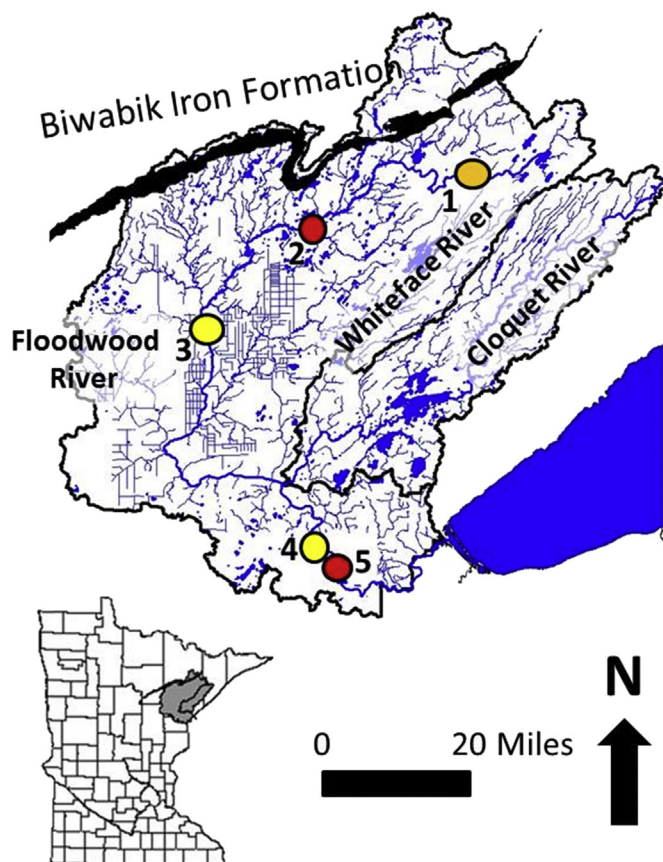 Biwabik Iron Formation
1
2
Whiteface River
Cloquet River
3
Floodwood
River
4
5
N
0 20 Miles